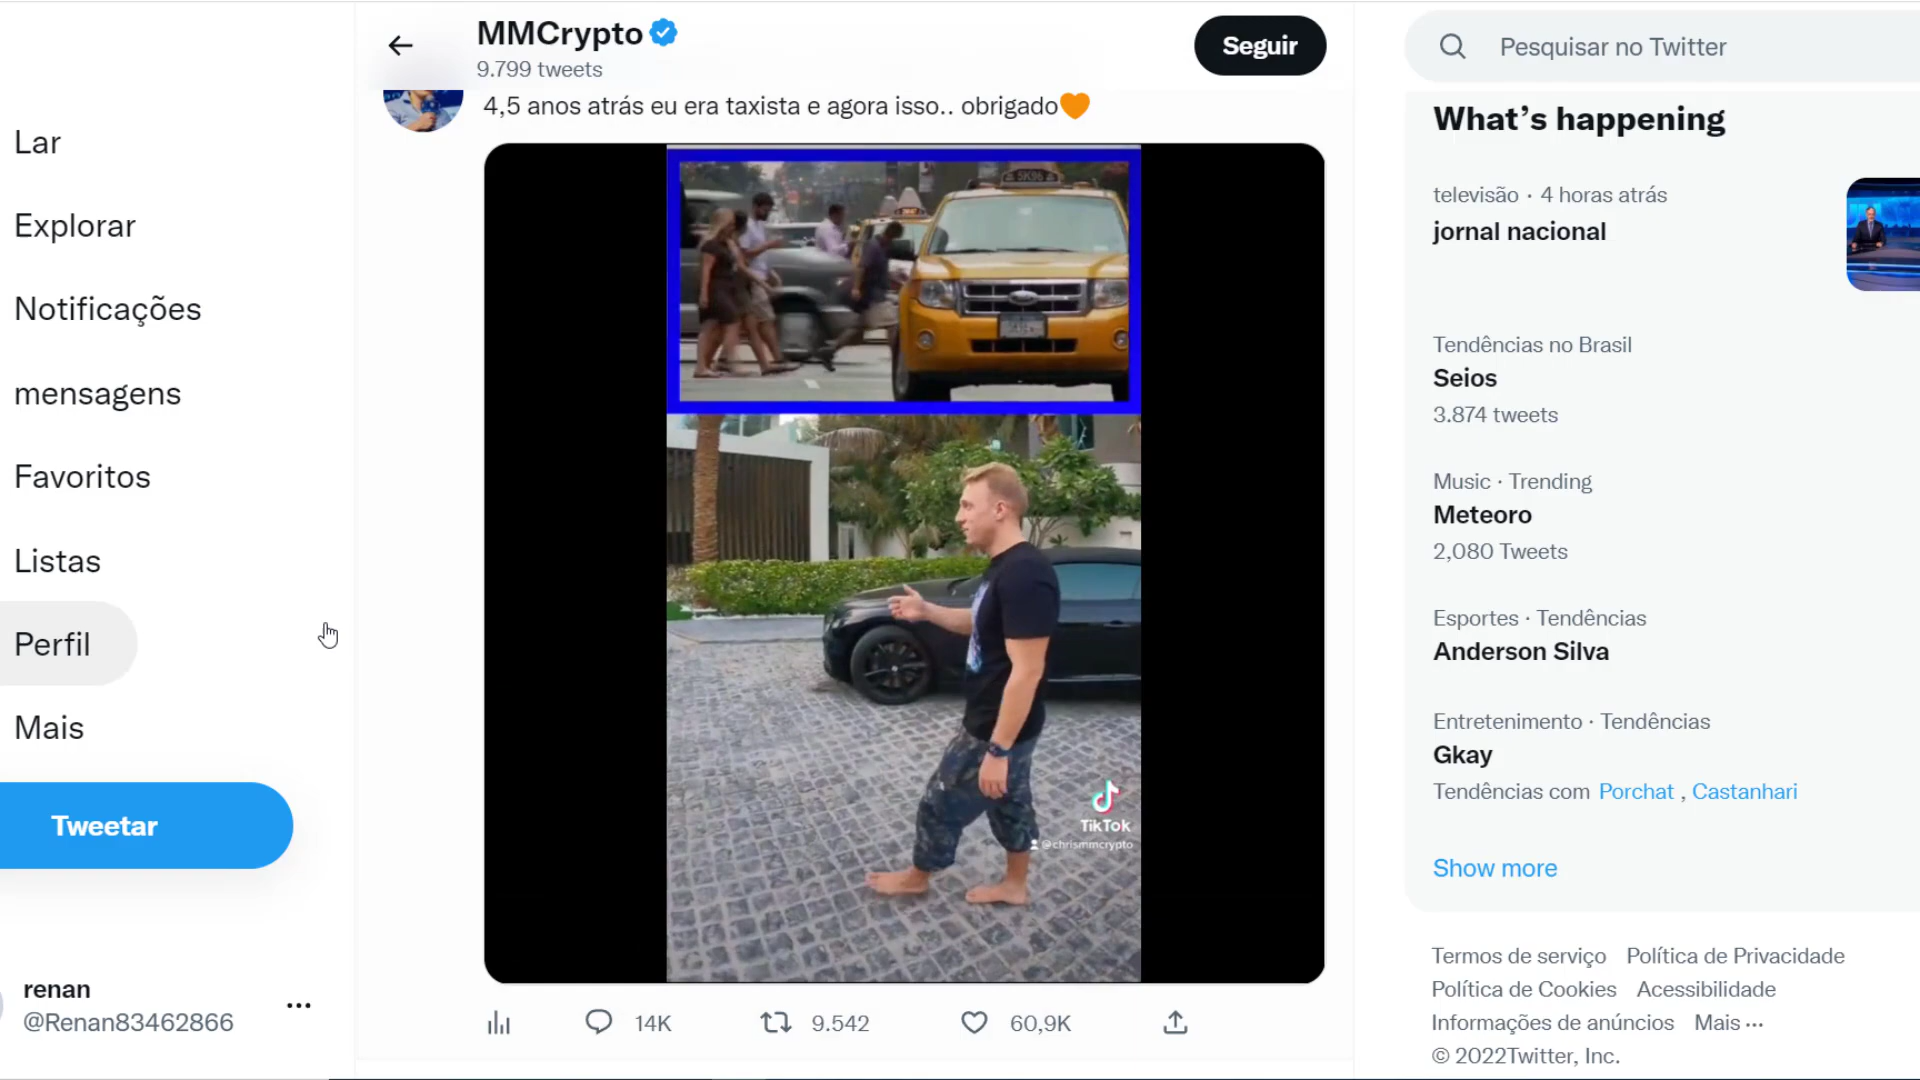 MMCrypto
9.799 tweets
Seguir
Pesquisar no Twitter
4,5 anos atrás eu era taxista e agora isso.. obrigado🧡
Lar
Explorar
Notificações
mensagens
Favoritos
Listas
Perfil
Mais
Tweetar
renan
@Renan83462866
5K96
Ford
TikTok
@chrismmcrypto
14K
9.542
60,9K
What's happening
televisão · 4 horas atrás
jornal nacional
Tendências no Brasil
Seios
3.874 tweets
Music · Trending
Meteoro
2,080 Tweets
Esportes · Tendências
Anderson Silva
Entretenimento · Tendências
Gkay
Tendências com Porchat , Castanhari
Show more
Termos de serviço Política de Privacidade
Política de Cookies Acessibilidade
Informações de anúncios Mais ···
© 2022Twitter, Inc.